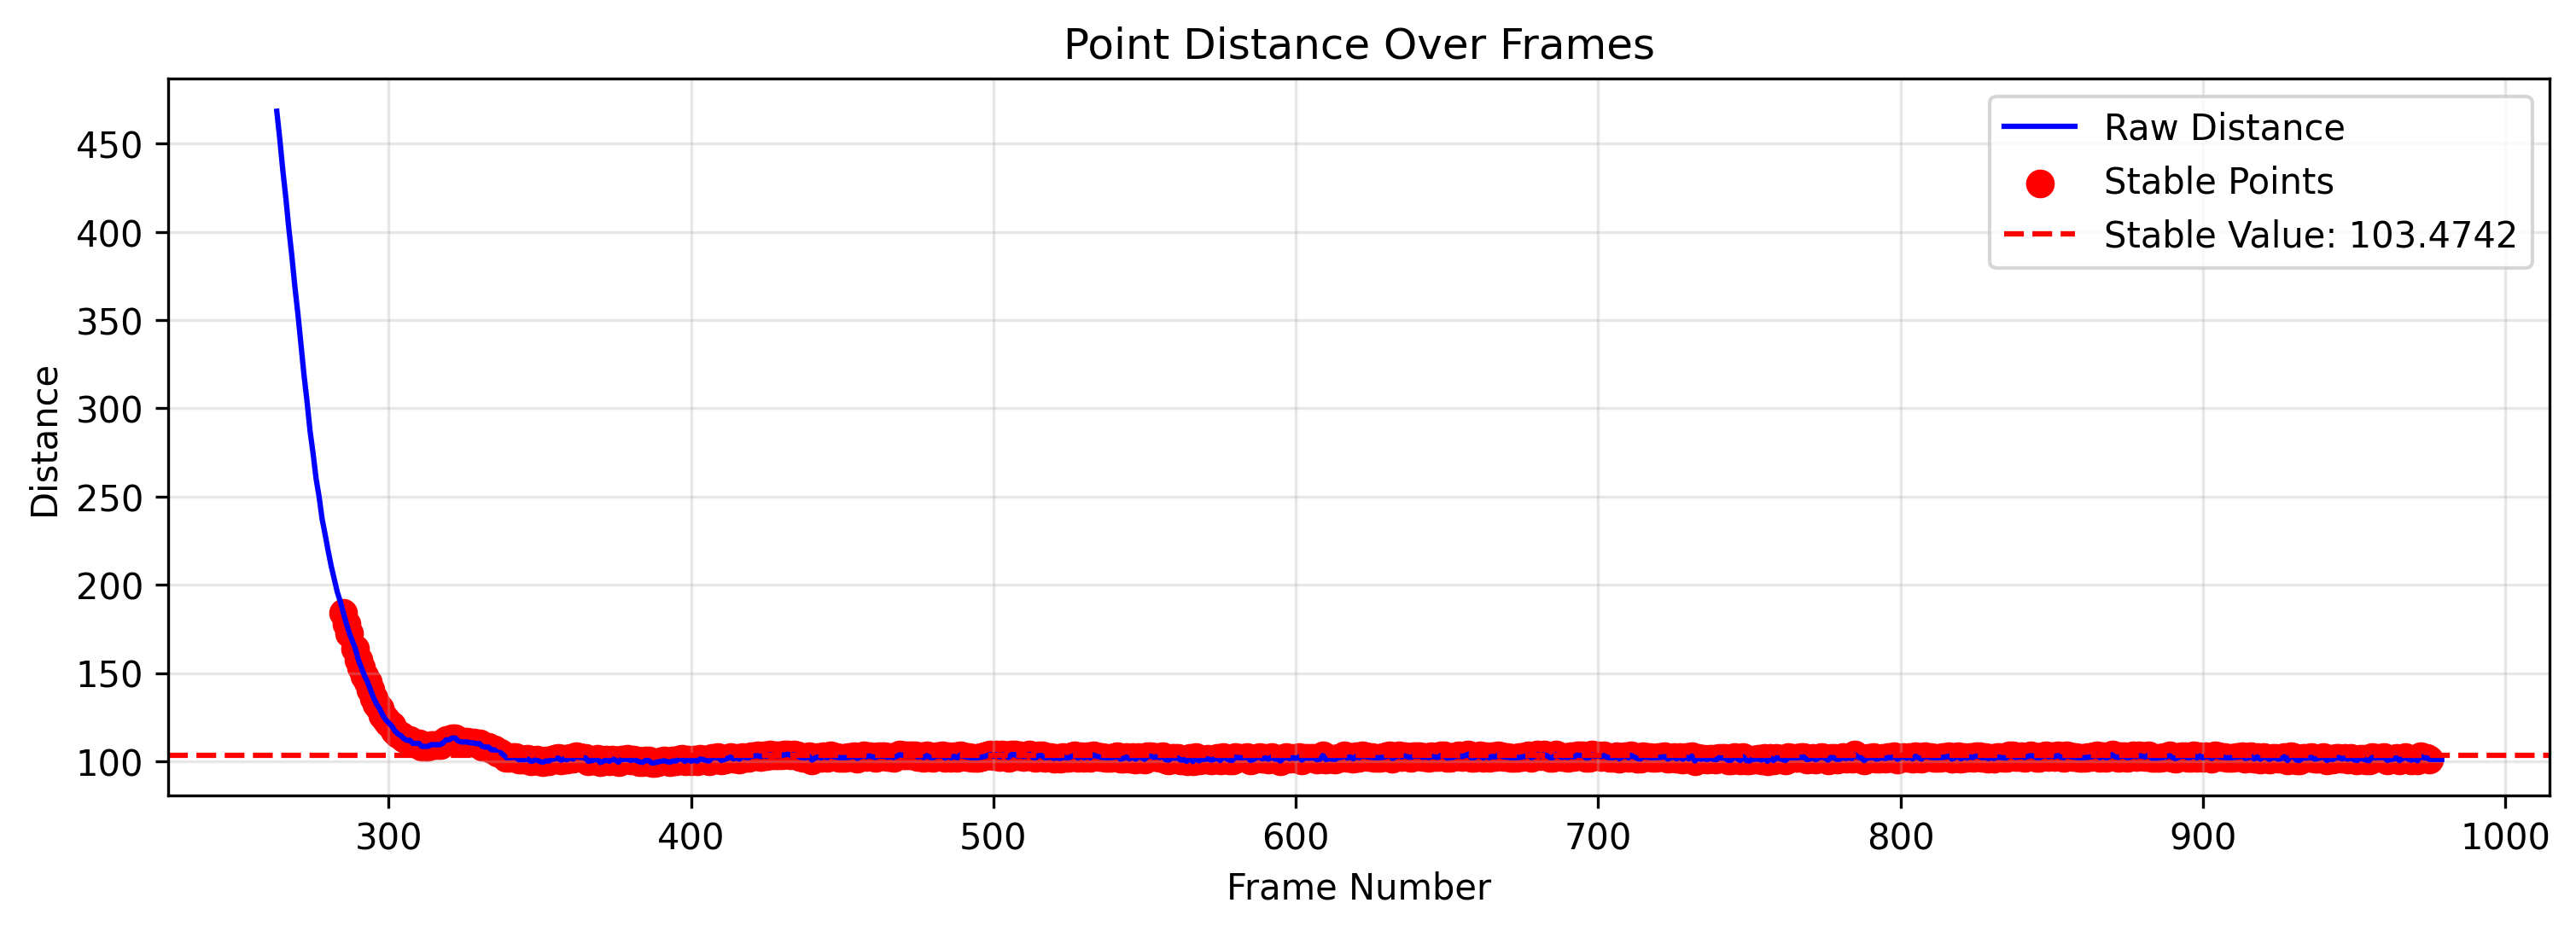 Point Distance Over Frames
Raw Distance
Stable Points
Stable Value: 103.4742
Distance
450
400
350
300
250
200
150
100
300 400 500 600 700 800 900 1000
Frame Number